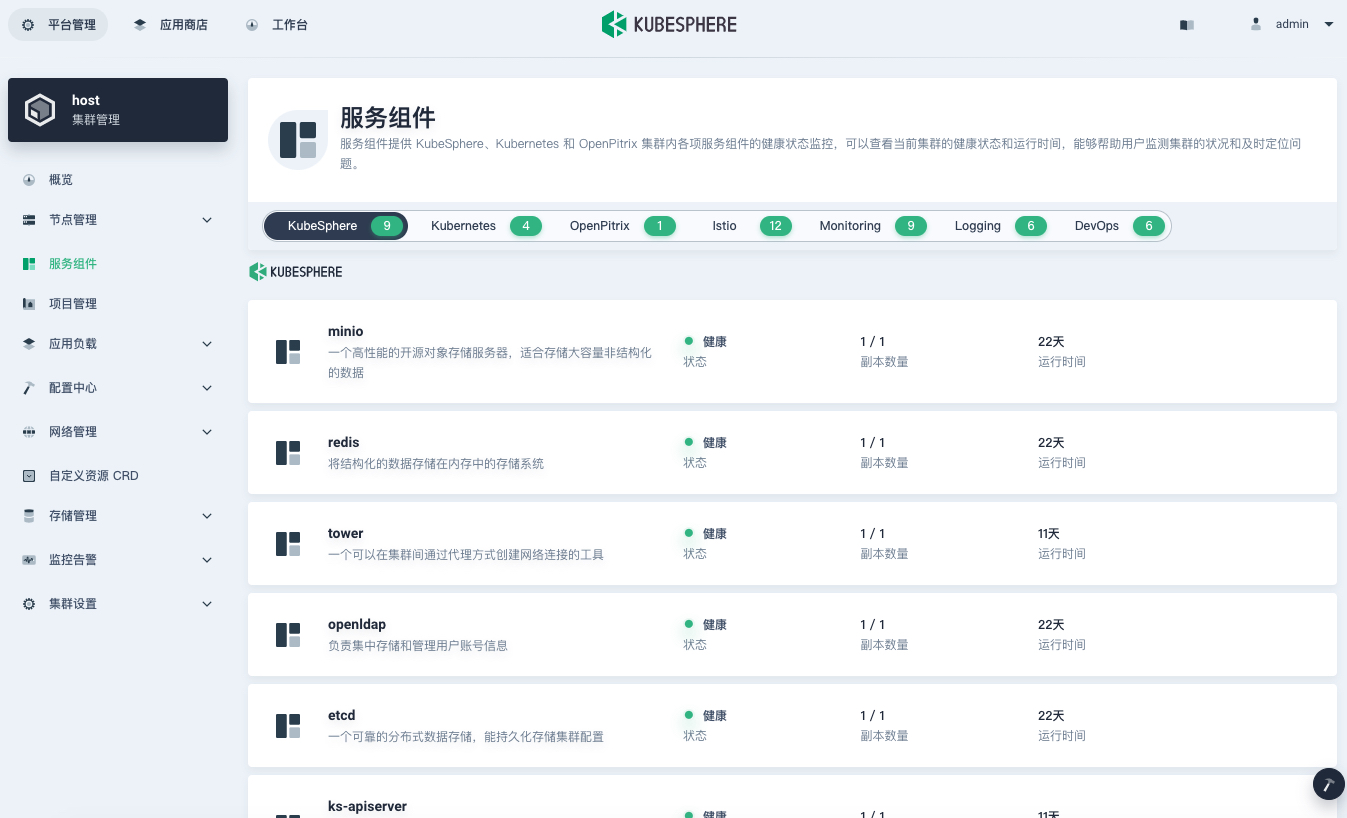 平台管理
应用商店
工作台
KUBESPHERE
admin
host
集群管理
概览
节点管理
服务组件
项目管理
应用负载
配置中心
网络管理
自定义资源 CRD
存储管理
监控告警
集群设置
服务组件
服务组件提供 KubeSphere、Kubernetes 和 OpenPitrix 集群内各项服务组件的健康状态监控，可以查看当前集群的健康状态和运行时间，能够帮助用户监测集群的状况和及时定位问
题。
KubeSphere 9
Kubernetes 4
OpenPitrix 1
Istio 12
Monitoring 9
Logging 6
DevOps 6
KUBESPHERE
minio
一个高性能的开源对象存储服务器，适合存储大容量非结构化
的数据
健康
状态
1 / 1
副本数量
22天
运行时间
redis
将结构化的数据存储在内存中的存储系统
健康
状态
1 / 1
副本数量
22天
运行时间
tower
一个可以在集群间通过代理方式创建网络连接的工具
健康
状态
1 / 1
副本数量
11天
运行时间
openldap
负责集中存储和管理用户账号信息
健康
状态
1 / 1
副本数量
22天
运行时间
etcd
一个可靠的分布式数据存储，能持久化存储集群配置
健康
状态
1 / 1
副本数量
22天
运行时间
ks-apiserver
健康
1 / 1
11天